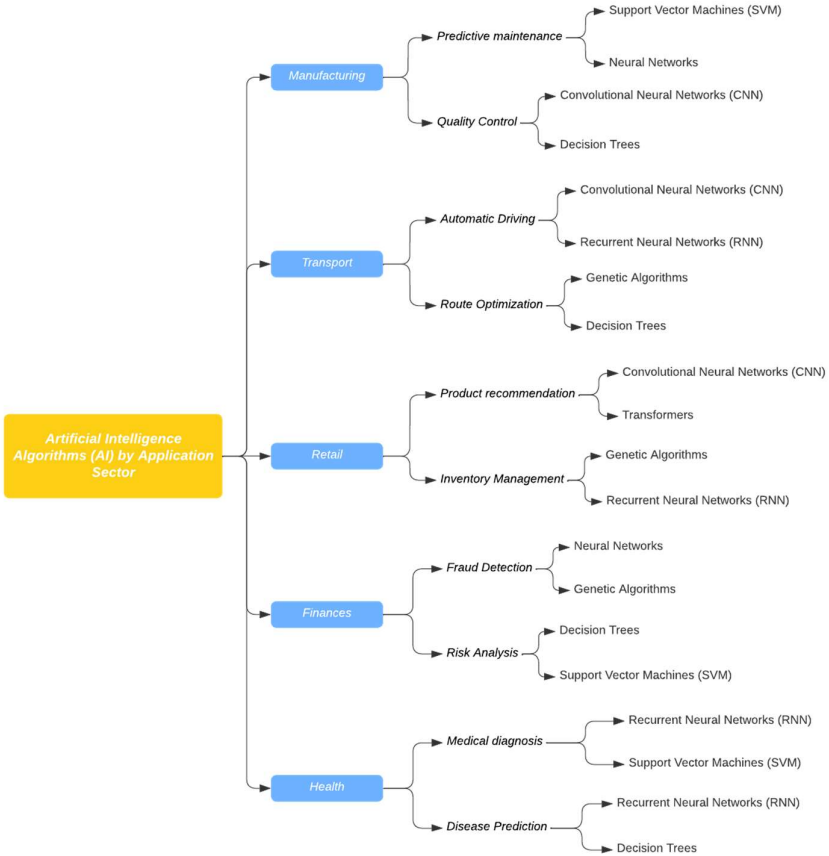 Artificial Intelligence
Algorithms (AI) by Application
Sector
Manufacturing
Predictive maintenance
Support Vector Machines (SVM)
Neural Networks
Quality Control
Convolutional Neural Networks (CNN)
Decision Trees
Transport
Automatic Driving
Convolutional Neural Networks (CNN)
Recurrent Neural Networks (RNN)
Route Optimization
Genetic Algorithms
Decision Trees
Retail
Product recommendation
Convolutional Neural Networks (CNN)
Transformers
Inventory Management
Genetic Algorithms
Recurrent Neural Networks (RNN)
Finances
Fraud Detection
Neural Networks
Genetic Algorithms
Risk Analysis
Decision Trees
Support Vector Machines (SVM)
Health
Medical diagnosis
Recurrent Neural Networks (RNN)
Support Vector Machines (SVM)
Disease Prediction
Recurrent Neural Networks (RNN)
Decision Trees